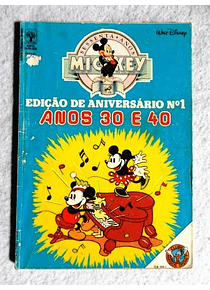 Walt Disney
SESSENTA ANOS
MICKEY
EDIÇÃO DE ANIVERSÁRIO Nº1
ANOS 30 E 40